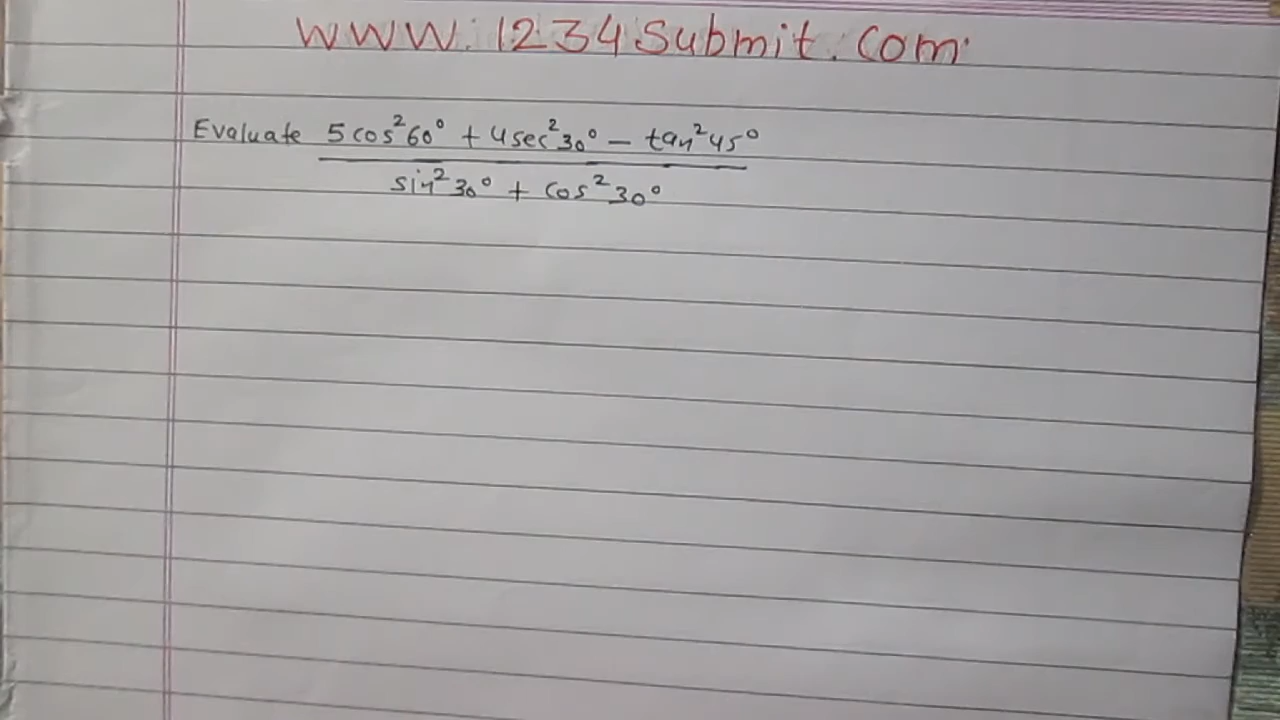 www.1234Submit.com
Evaluate 5cos²60° + 4sec²30° – tan²45°
sin²30° + cos²30°